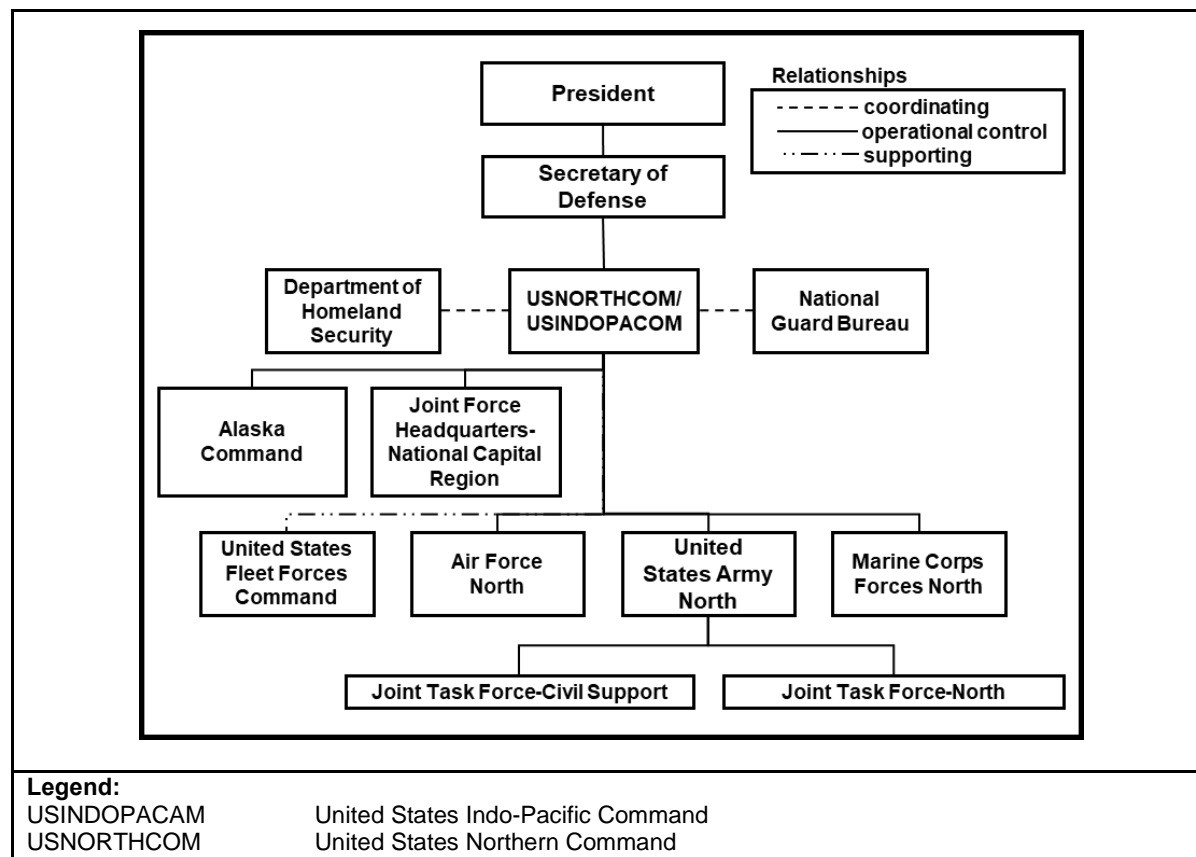 President
Relationships
coordinating
operational control
supporting
Secretary of
Defense
Department of
Homeland
Security
USNORTHCOM/
USINDOPACOM
National
Guard Bureau
Alaska
Command
Joint Force
Headquarters-
National Capital
Region
United States
Fleet Forces
Command
Air Force
North
United
States Army
North
Marine Corps
Forces North
Joint Task Force-Civil Support
Joint Task Force-North
Legend:
USINDOPACAM United States Indo-Pacific Command
USNORTHCOM United States Northern Command